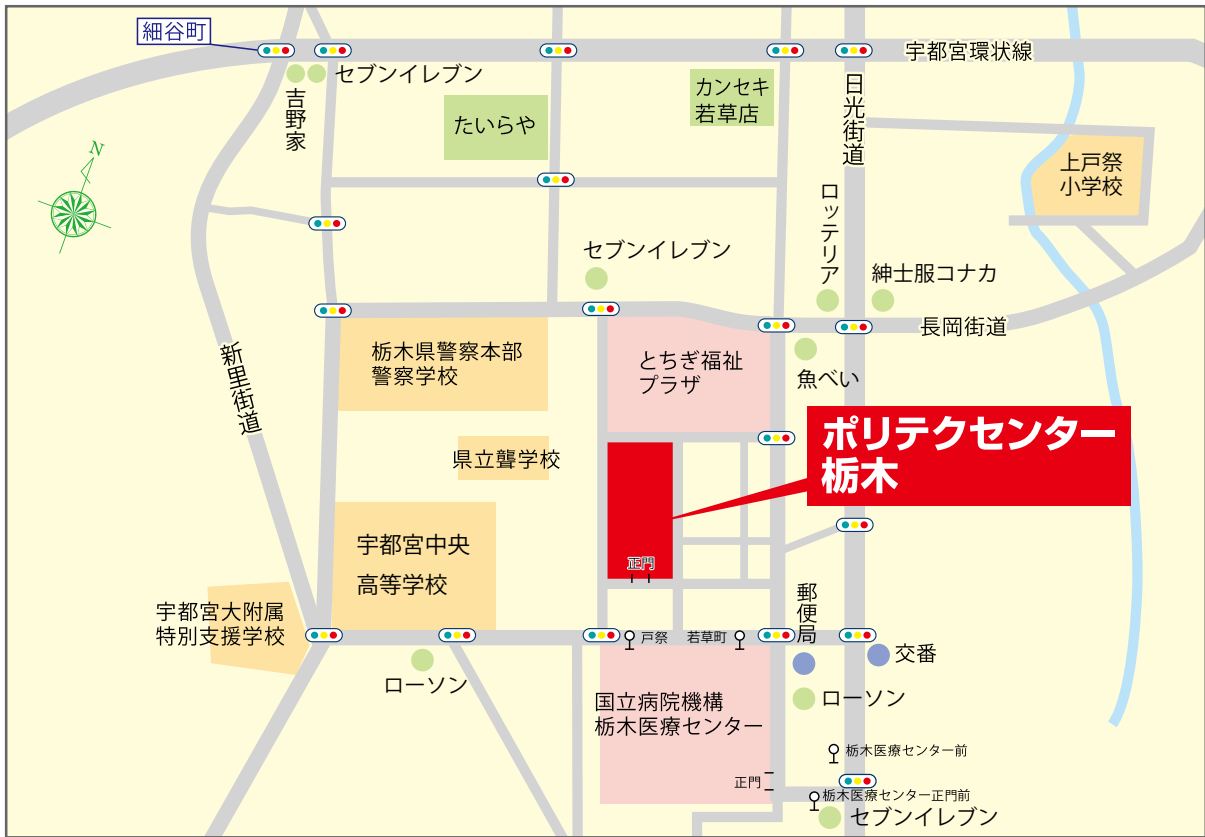 細谷町
宇都宮環状線
セブンイレブン
吉野家
たいらや
カンセキ
若草店
日光街道
N
上戸祭
小学校
ロッテリア
セブンイレブン
紳士服コナカ
長岡街道
新里街道
栃木県警察本部
警察学校
とちぎ福祉
プラザ
魚べい
ポリテクセンター
栃木
県立聾学校
宇都宮中央
高等学校
正門
宇都宮大附属
特別支援学校
戸祭
若草町
郵便局
交番
ローソン
国立病院機構
栃木医療センター
ローソン
栃木医療センター前
正門
栃木医療センター正門前
セブンイレブン